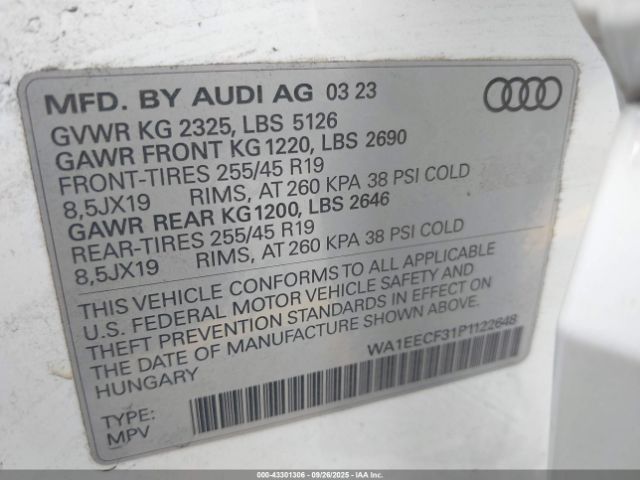 MFD. BY AUDI AG 03 23
GVWR KG 2325, LBS 5126
GAWR FRONT KG 1220, LBS 2690
FRONT-TIRES 255/45 R19
8,5JX19 RIMS, AT 260 KPA 38 PSI COLD
GAWR REAR KG1200, LBS 2646
REAR-TIRES 255/45 R19
8,5JX19 RIMS, AT 260 KPA 38 PSI COLD
THIS VEHICLE CONFORMS TO ALL APPLICABLE
U.S. FEDERAL MOTOR VEHICLE SAFETY AND
THEFT PREVENTION STANDARDS IN EFFECT ON
THE DATE OF MANUFACTURE SHOWN ABOVE.
HUNGARY
WA1EECF31P1122648
TYPE:
MPV
000-43301306 - 09/26/2025 - IAA Inc.